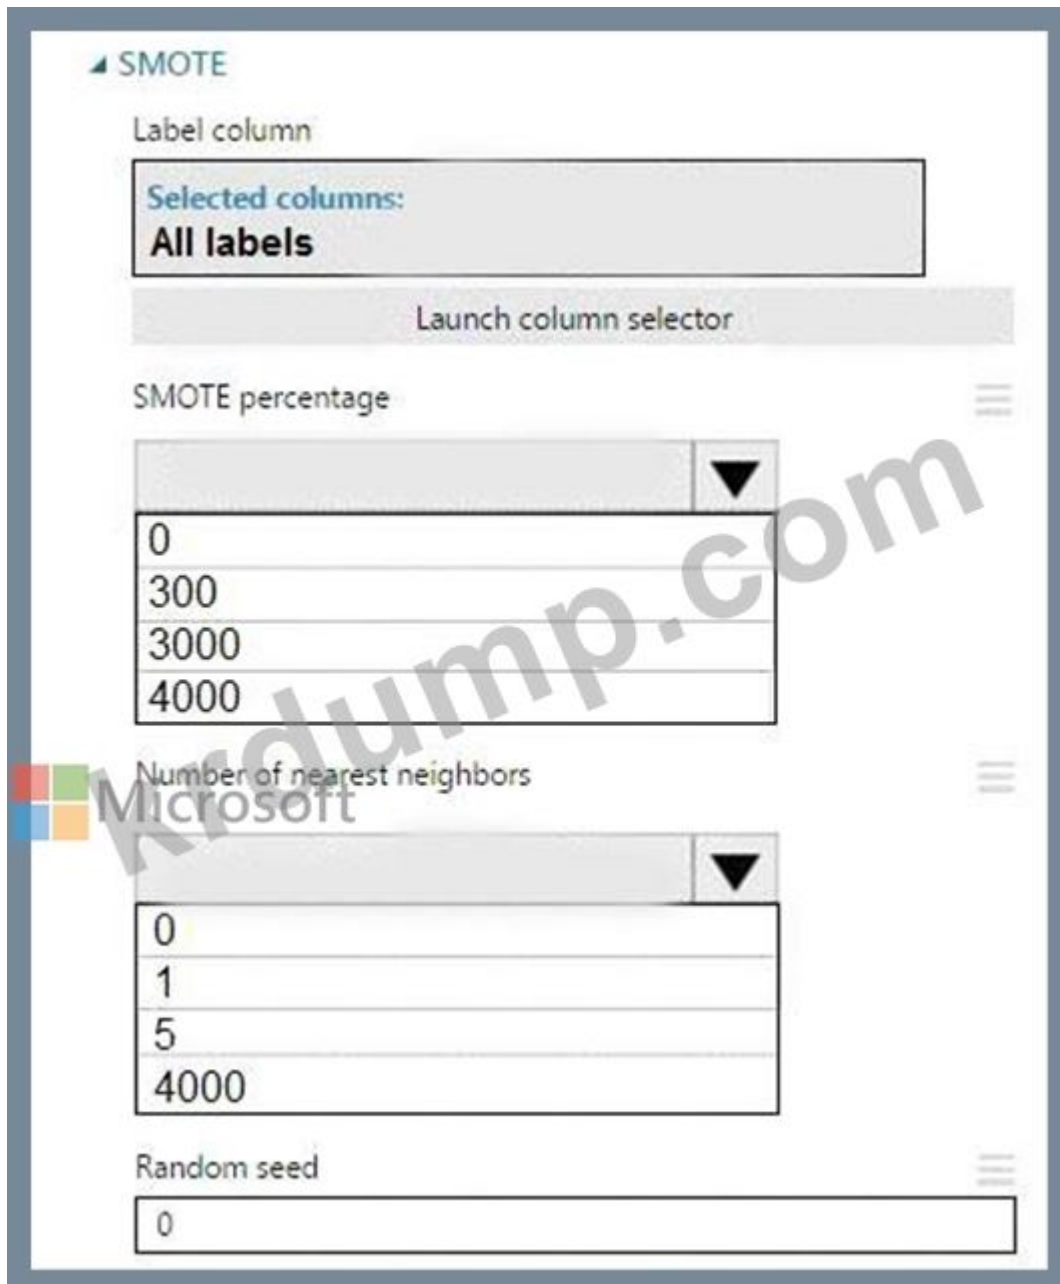 SMOTE
Label column
Selected columns:
All labels
Launch column selector
SMOTE percentage
0
300
3000
4000
Number of nearest neighbors
Microsoft
krdump.com
0
1
5
4000
Random seed
0